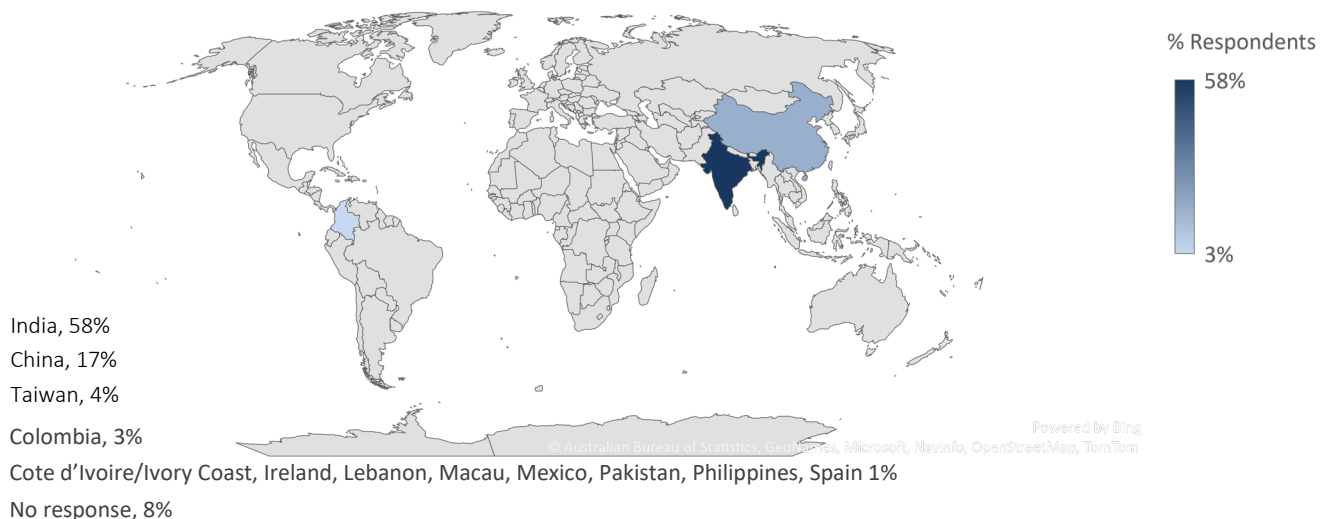 % Respondents
58%
3%
India, 58%
China, 17%
Taiwan, 4%
Colombia, 3%
Powered by Bing
© Australian Bureau of Statistics, GeoNames, Microsoft, Navinfo, OpenStreetMap, TomTom
Cote d’Ivoire/Ivory Coast, Ireland, Lebanon, Macau, Mexico, Pakistan, Philippines, Spain 1%
No response, 8%